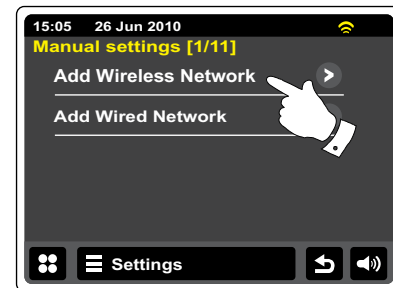 15:05 26 Jun 2010
Manual settings [1/11]
Add Wireless Network
Add Wired Network
Settings